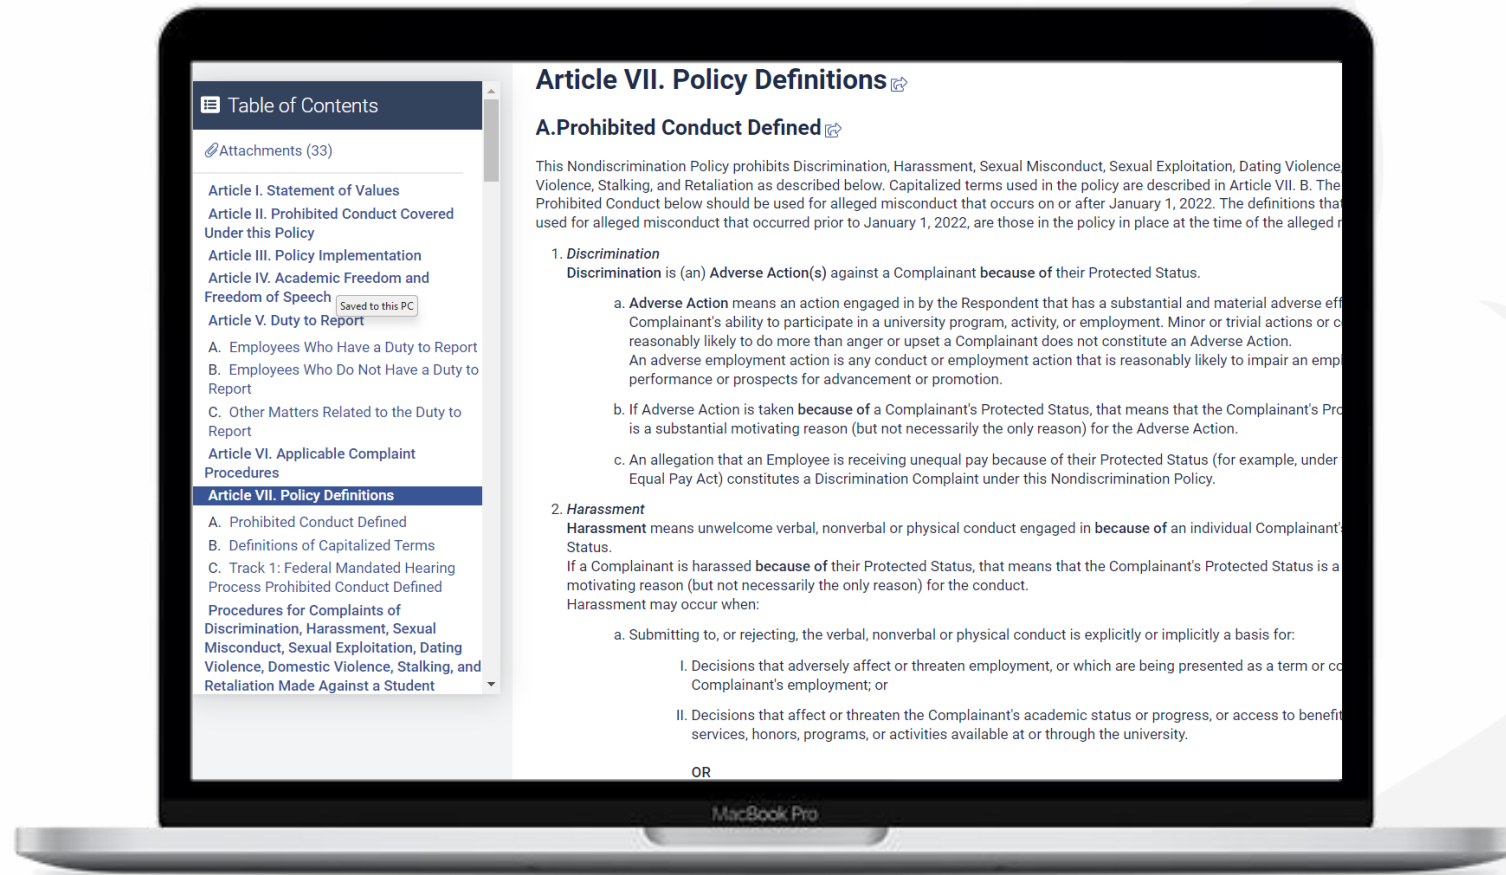 Table of Contents
Attachments (33)
Article I. Statement of Values
Article II. Prohibited Conduct Covered
Under this Policy
Article III. Policy Implementation
Article IV. Academic Freedom and
Freedom of Speech
Saved to this PC
Article V. Duty to Report
A. Employees Who Have a Duty to Report
B. Employees Who Do Not Have a Duty to
Report
C. Other Matters Related to the Duty to
Report
Article VI. Applicable Complaint
Procedures
Article VII. Policy Definitions
A. Prohibited Conduct Defined
B. Definitions of Capitalized Terms
C. Track 1: Federal Mandated Hearing
Process Prohibited Conduct Defined
Procedures for Complaints of
Discrimination, Harassment, Sexual
Misconduct, Sexual Exploitation, Dating
Violence, Domestic Violence, Stalking, and
Retaliation Made Against a Student
Article VII. Policy Definitions
A.Prohibited Conduct Defined
This Nondiscrimination Policy prohibits Discrimination, Harassment, Sexual Misconduct, Sexual Exploitation, Dating Violence,
Violence, Stalking, and Retaliation as described below. Capitalized terms used in the policy are described in Article VII. B. The
Prohibited Conduct below should be used for alleged misconduct that occurs on or after January 1, 2022. The definitions that
used for alleged misconduct that occurred prior to January 1, 2022, are those in the policy in place at the time of the alleged
1. Discrimination
Discrimination is (an) Adverse Action(s) against a Complainant because of their Protected Status.
a. Adverse Action means an action engaged in by the Respondent that has a substantial and material adverse eff
Complainant's ability to participate in a university program, activity, or employment. Minor or trivial actions or c
reasonably likely to do more than anger or upset a Complainant does not constitute an Adverse Action.
An adverse employment action is any conduct or employment action that is reasonably likely to impair an empl
performance or prospects for advancement or promotion.
b. If Adverse Action is taken because of a Complainant's Protected Status, that means that the Complainant's Pro
is a substantial motivating reason (but not necessarily the only reason) for the Adverse Action.
c. An allegation that an Employee is receiving unequal pay because of their Protected Status (for example, under
Equal Pay Act) constitutes a Discrimination Complaint under this Nondiscrimination Policy.
2. Harassment
Harassment means unwelcome verbal, nonverbal or physical conduct engaged in because of an individual Complainant's
Status.
If a Complainant is harassed because of their Protected Status, that means that the Complainant's Protected Status is a
motivating reason (but not necessarily the only reason) for the conduct.
Harassment may occur when:
a. Submitting to, or rejecting, the verbal, nonverbal or physical conduct is explicitly or implicitly a basis for:
I. Decisions that adversely affect or threaten employment, or which are being presented as a term or co
Complainant's employment; or
II. Decisions that affect or threaten the Complainant's academic status or progress, or access to benefit
services, honors, programs, or activities available at or through the university.
OR
MacBook Pro